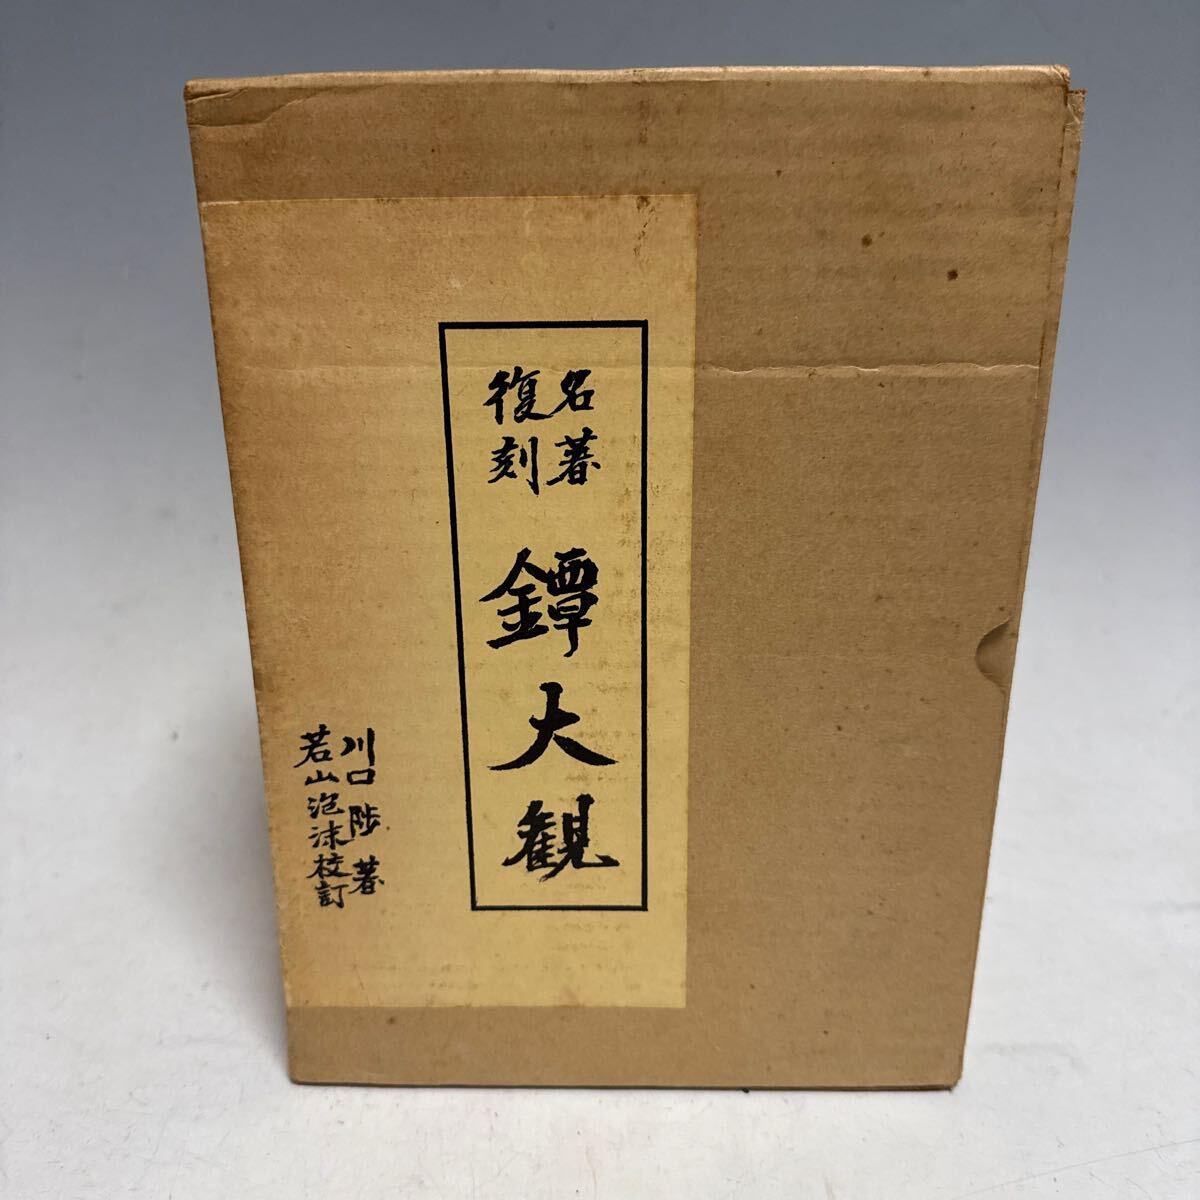 名著
復刻
鐔大観
川口陟著
若山泡沫校訂